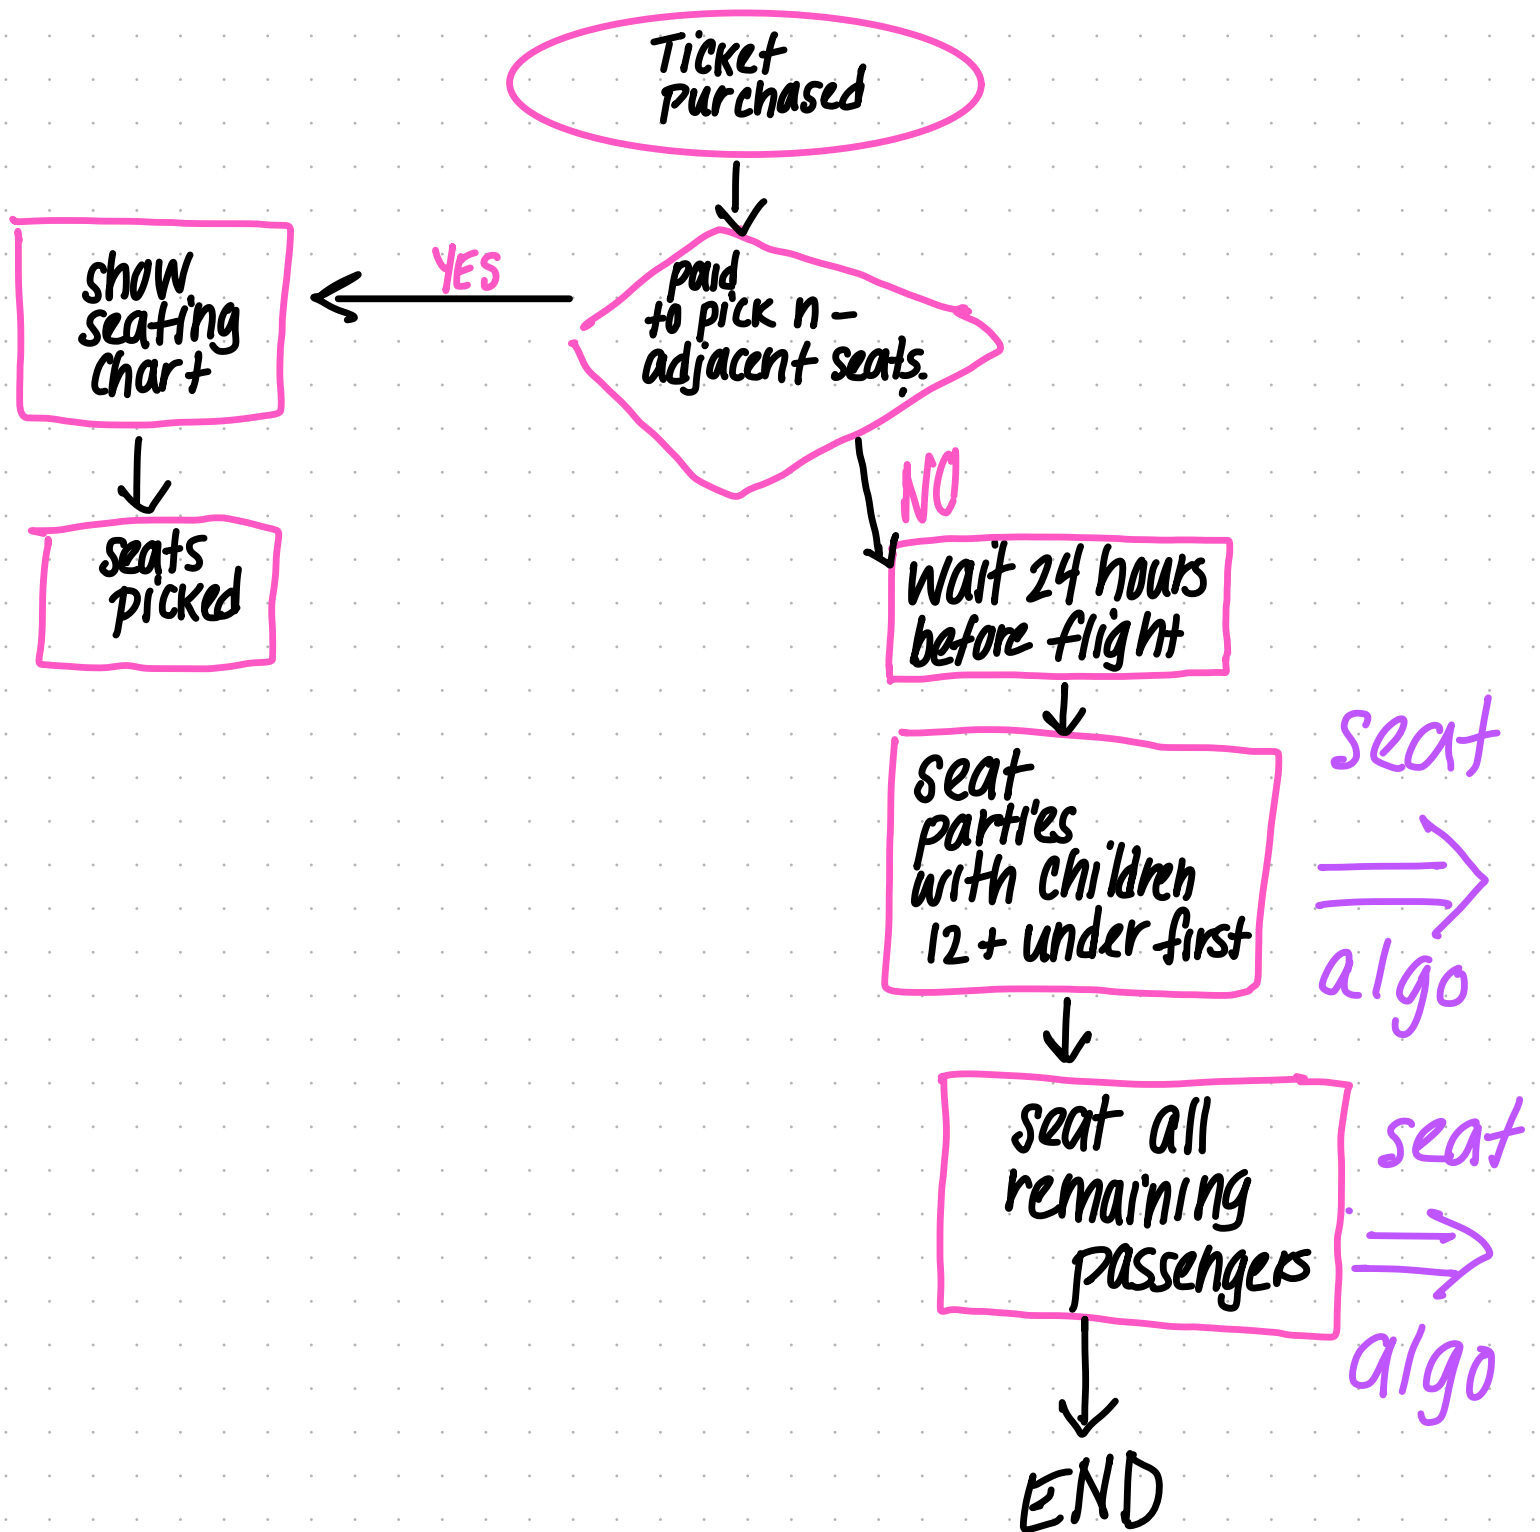 Ticket
purchased
paid
to pick n-
adjacent seats?
YES
show
seating
chart
seats
picked
NO
wait 24 hours
before flight
seat
parties
with children
12 + under first
seat
algo
seat all
remaining
passengers
seat
algo
END